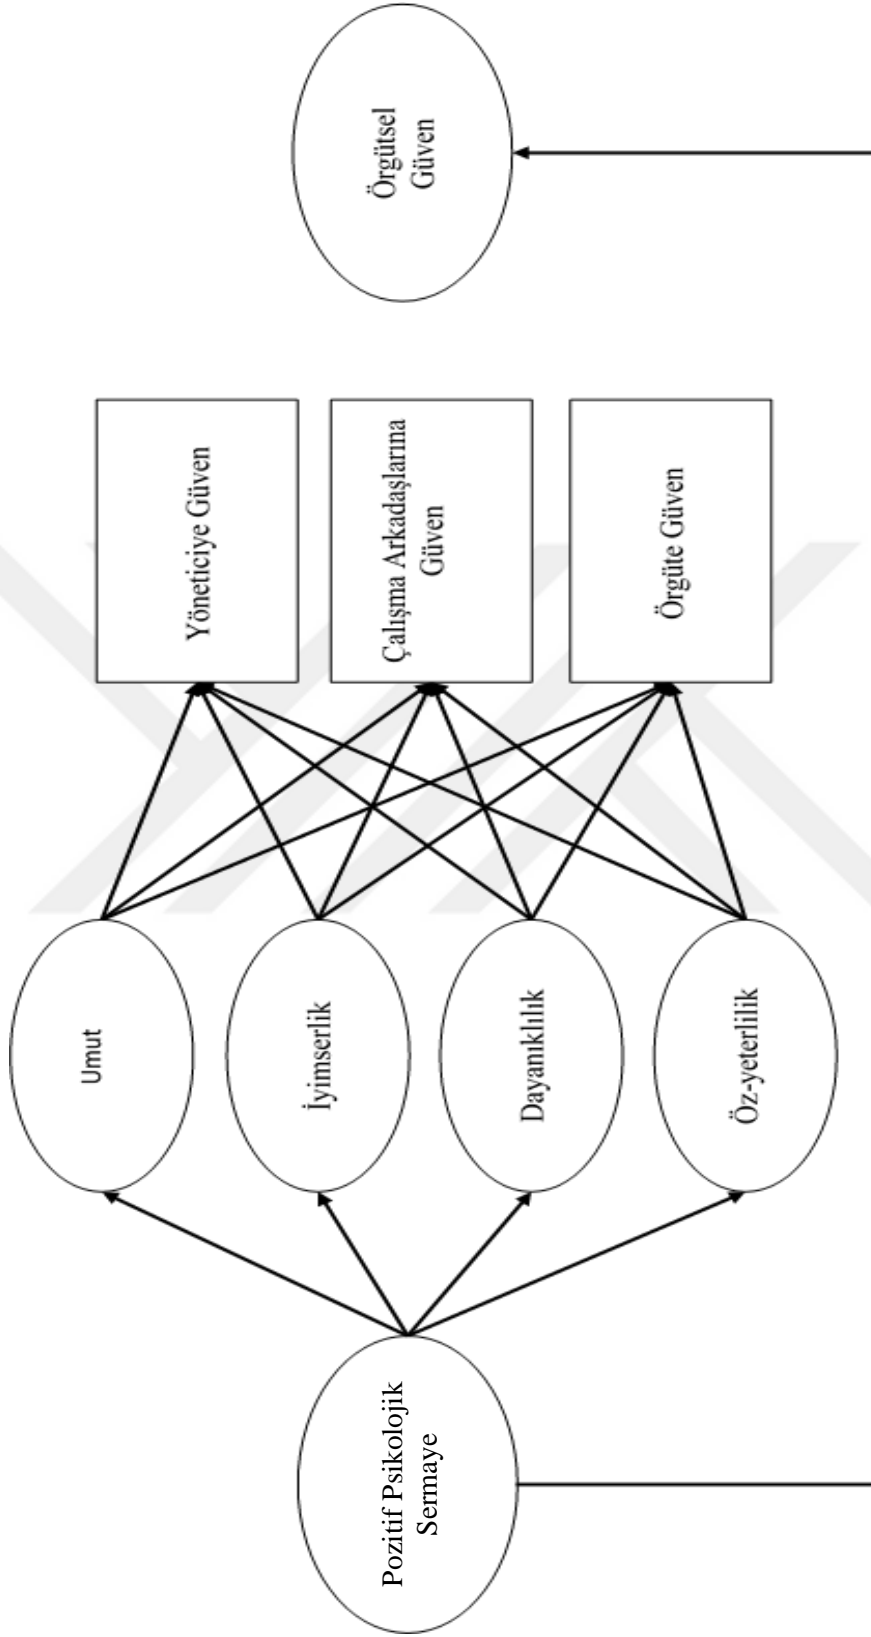 Pozitif Psikolojik
Sermaye
Umut
İyimserlik
Dayanıklılık
Öz-yeterlilik
Yöneticiye Güven
Çalışma Arkadaşlarına
Güven
Örgüte Güven
Örgütsel
Güven